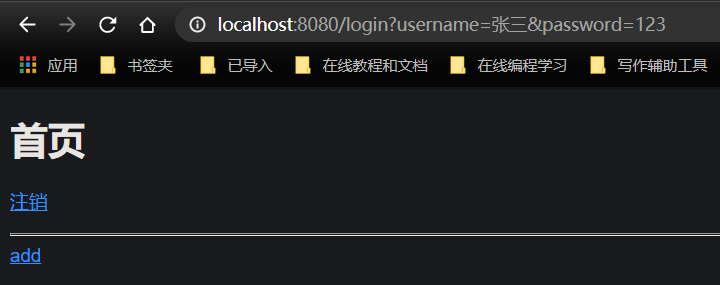 localhost:8080/login?username=张三&password=123
应用 书签夹 已导入 在线教程和文档 在线编程学习 写作辅助工具
首页
注销
add